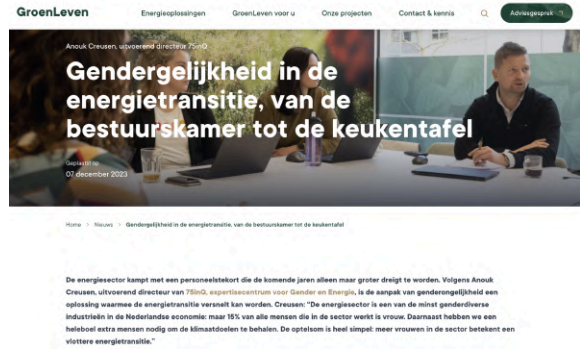 GroenLeven
Energieoplossingen GroenLeven voor u Onze projecten Contact & kennis Adviesgesprek
Anouk Creusen, uitvoerend directeur 75inQ
Gendergelijkheid in de
energietransitie, van de
bestuurskamer tot de keukentafel
Geplaatst op
07 december 2023
Home > Nieuws > Gendergelijkheid in de energietransitie, van de bestuurskamer tot de keukentafel
De energiesector kampt met een personeelstekort die de komende jaren alleen maar groter dreigt te worden. Volgens Anouk
Creusen, uitvoerend directeur van 75inQ, expertisecentrum voor Gender en Energie, is de aanpak van genderongelijkheid een
oplossing waarmee de energietransitie versnelt kan worden. Creusen: "De energiesector is een van de minst genderdiverse
industrieën in de Nederlandse economie: maar 15% van alle mensen die in de sector werkt is vrouw. Daarnaast hebben we een
heleboel extra mensen nodig om de klimaatdoelen te behalen. De optelsom is heel simpel: meer vrouwen in de sector betekent een
vlottere energietransitie."